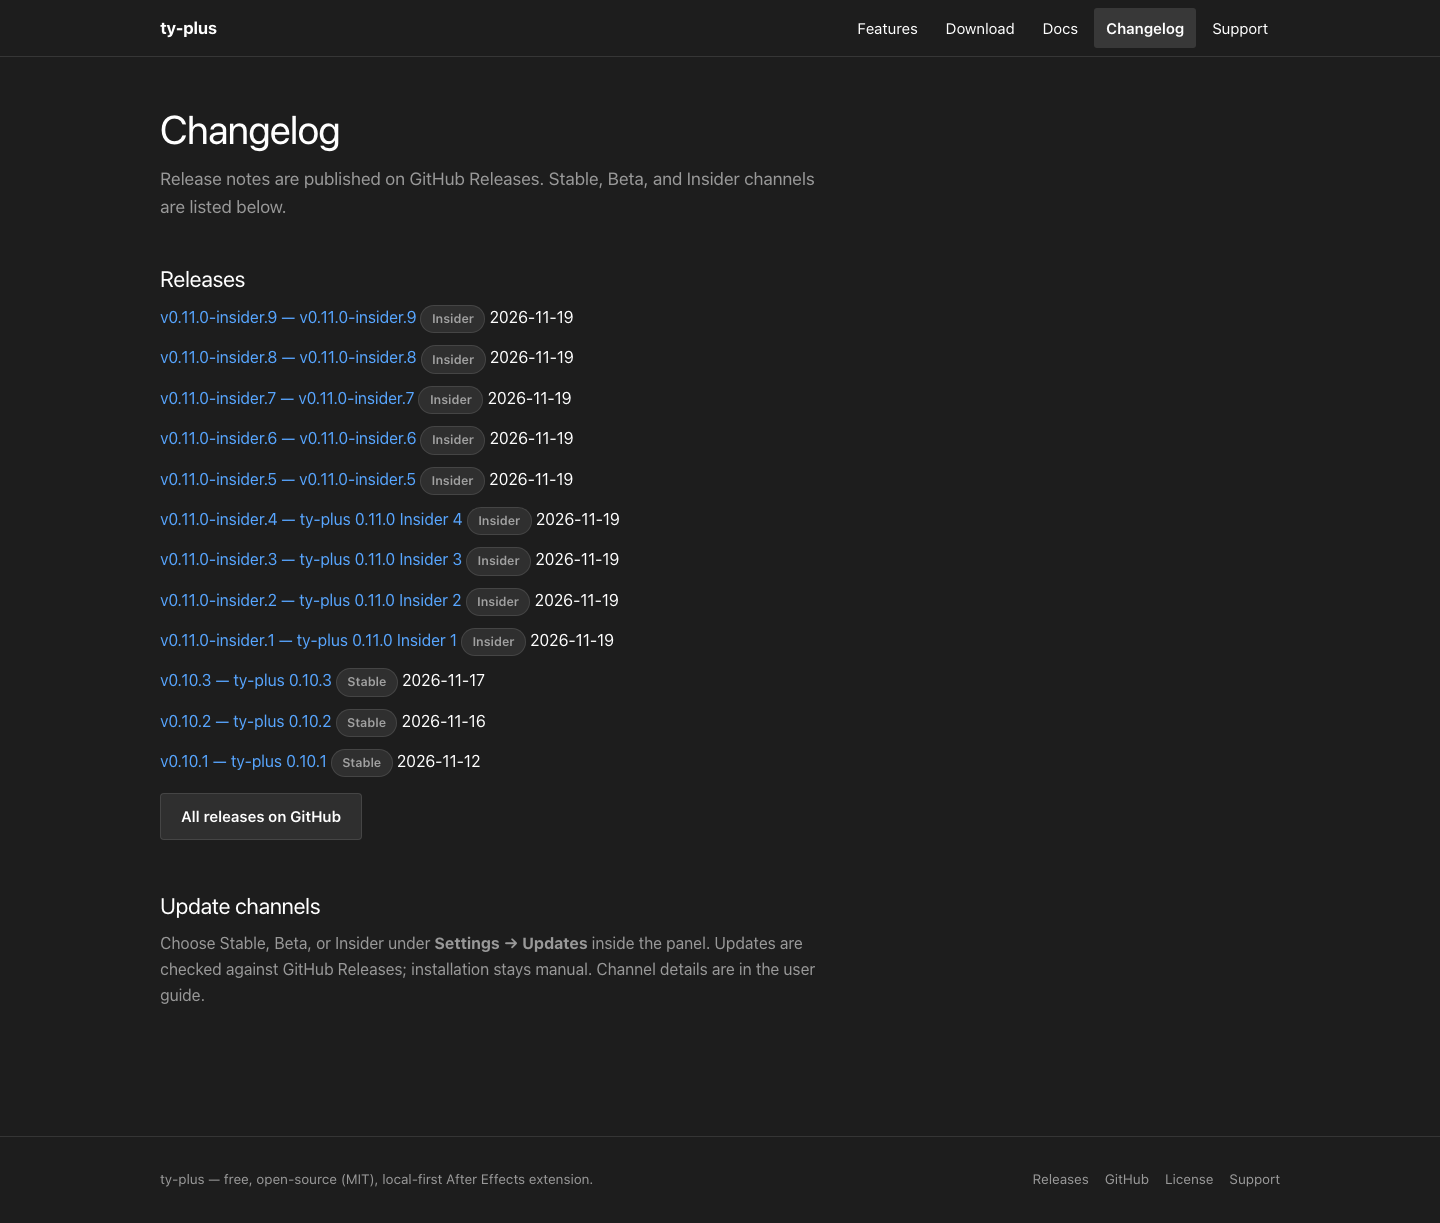 ty-plus
Features Download Docs Changelog Support
Changelog
Release notes are published on GitHub Releases. Stable, Beta, and Insider channels
are listed below.
Releases
v0.11.0-insider.9 — v0.11.0-insider.9 Insider 2026-11-19
v0.11.0-insider.8 — v0.11.0-insider.8 Insider 2026-11-19
v0.11.0-insider.7 — v0.11.0-insider.7 Insider 2026-11-19
v0.11.0-insider.6 — v0.11.0-insider.6 Insider 2026-11-19
v0.11.0-insider.5 — v0.11.0-insider.5 Insider 2026-11-19
v0.11.0-insider.4 — ty-plus 0.11.0 Insider 4 Insider 2026-11-19
v0.11.0-insider.3 — ty-plus 0.11.0 Insider 3 Insider 2026-11-19
v0.11.0-insider.2 — ty-plus 0.11.0 Insider 2 Insider 2026-11-19
v0.11.0-insider.1 — ty-plus 0.11.0 Insider 1 Insider 2026-11-19
v0.10.3 — ty-plus 0.10.3 Stable 2026-11-17
v0.10.2 — ty-plus 0.10.2 Stable 2026-11-16
v0.10.1 — ty-plus 0.10.1 Stable 2026-11-12
All releases on GitHub
Update channels
Choose Stable, Beta, or Insider under Settings → Updates inside the panel. Updates are
checked against GitHub Releases; installation stays manual. Channel details are in the user
guide.
ty-plus — free, open-source (MIT), local-first After Effects extension.
Releases GitHub License Support